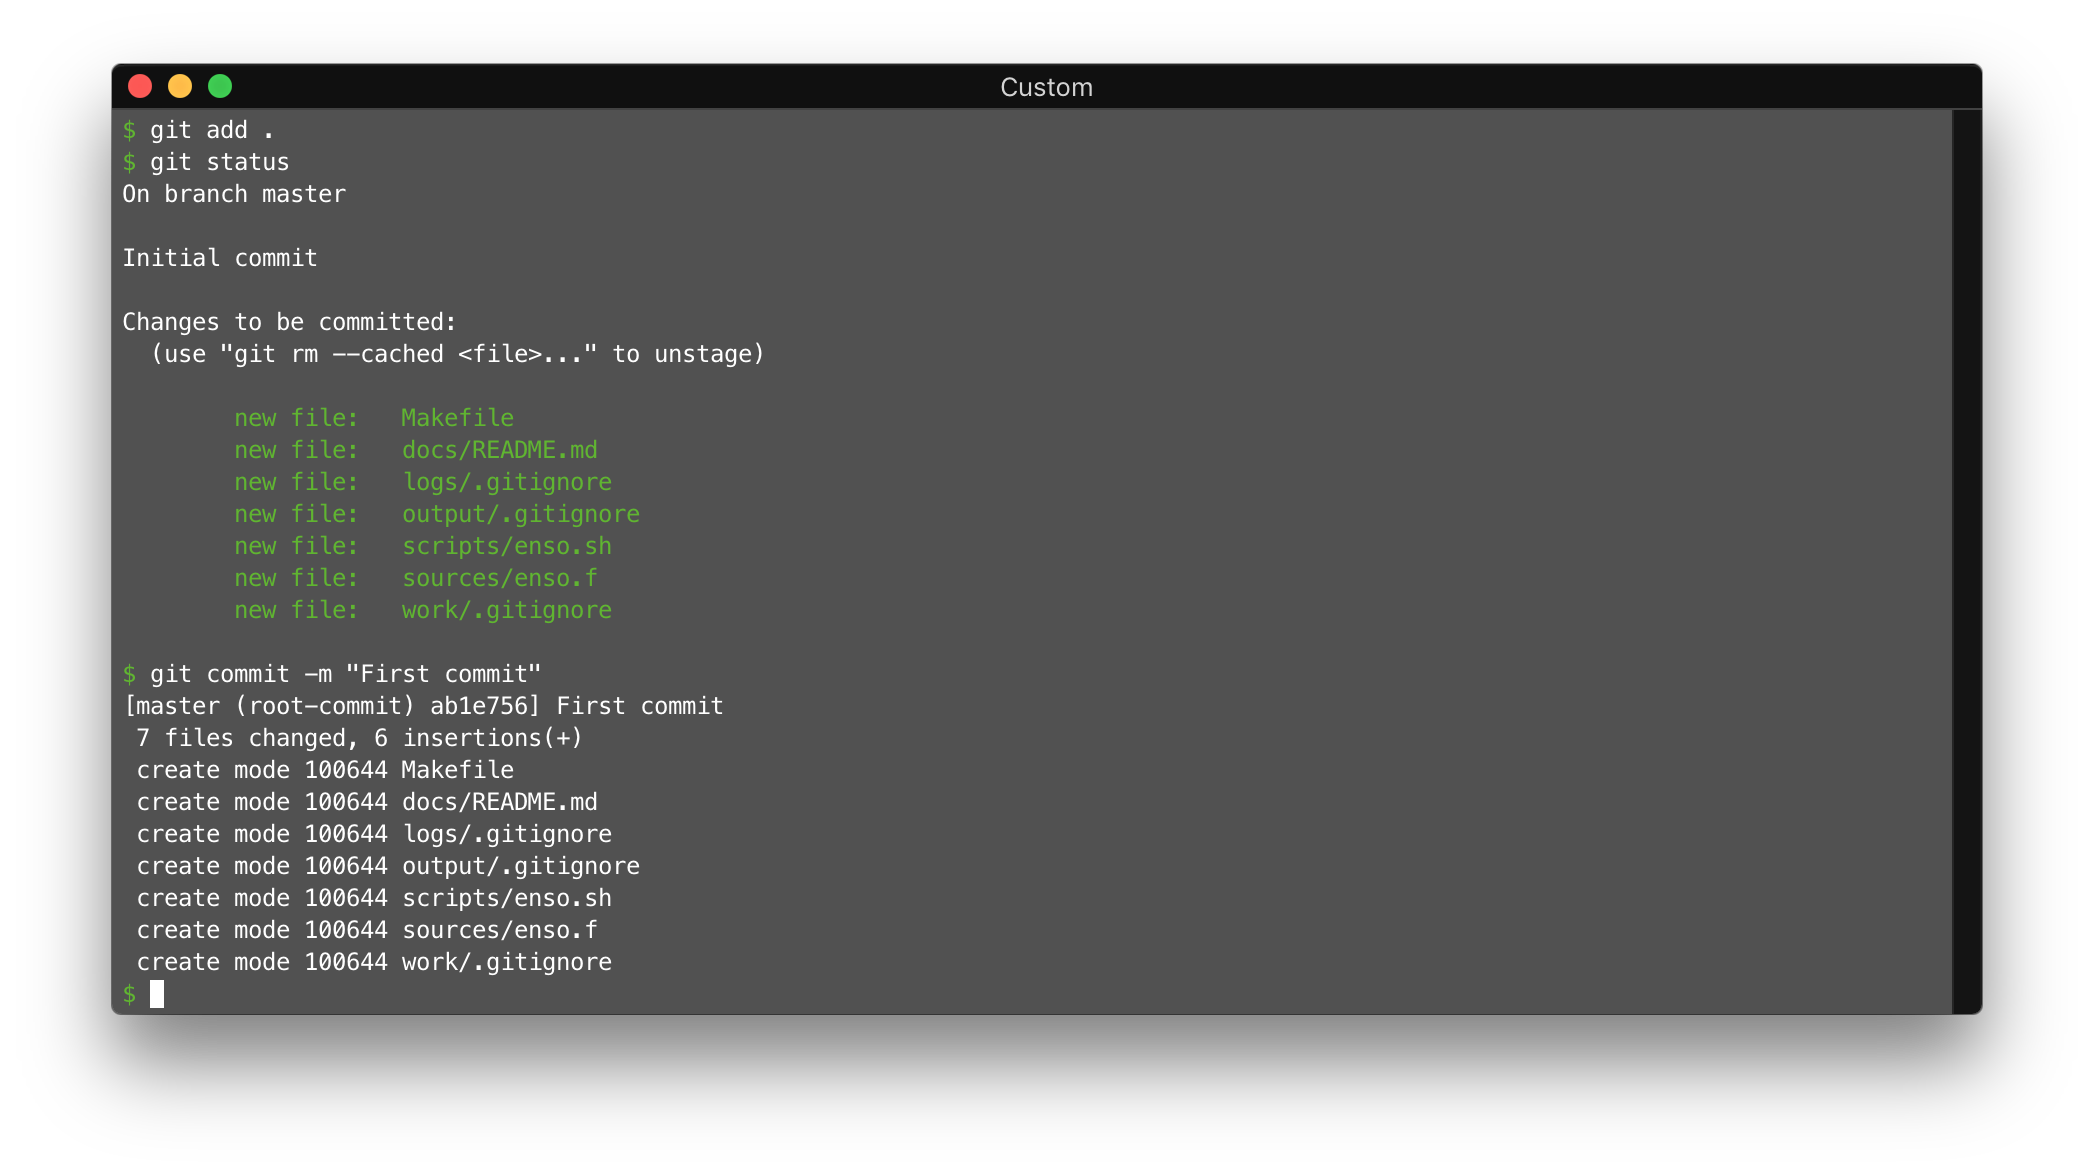 Custom
$ git add .
$ git status
On branch master

Initial commit

Changes to be committed:
  (use "git rm --cached <file>..." to unstage)

        new file:   Makefile
        new file:   docs/README.md
        new file:   logs/.gitignore
        new file:   output/.gitignore
        new file:   scripts/enso.sh
        new file:   sources/enso.f
        new file:   work/.gitignore

$ git commit -m "First commit"
[master (root-commit) ab1e756] First commit
 7 files changed, 6 insertions(+)
 create mode 100644 Makefile
 create mode 100644 docs/README.md
 create mode 100644 logs/.gitignore
 create mode 100644 output/.gitignore
 create mode 100644 scripts/enso.sh
 create mode 100644 sources/enso.f
 create mode 100644 work/.gitignore
$